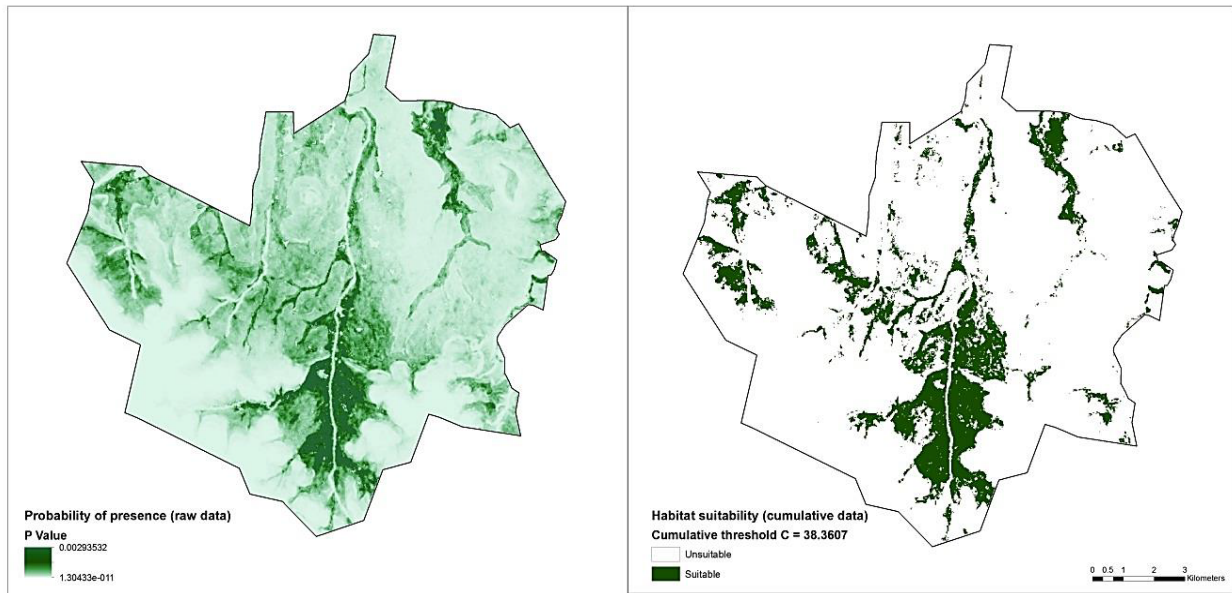 Probability of presence (raw data)
P Value
0.00293532
1.30433e-011
Habitat suitability (cumulative data)
Cumulative threshold C = 38.3607
Unsuitable
Suitable
0 0.5 1 2 3
Kilometers